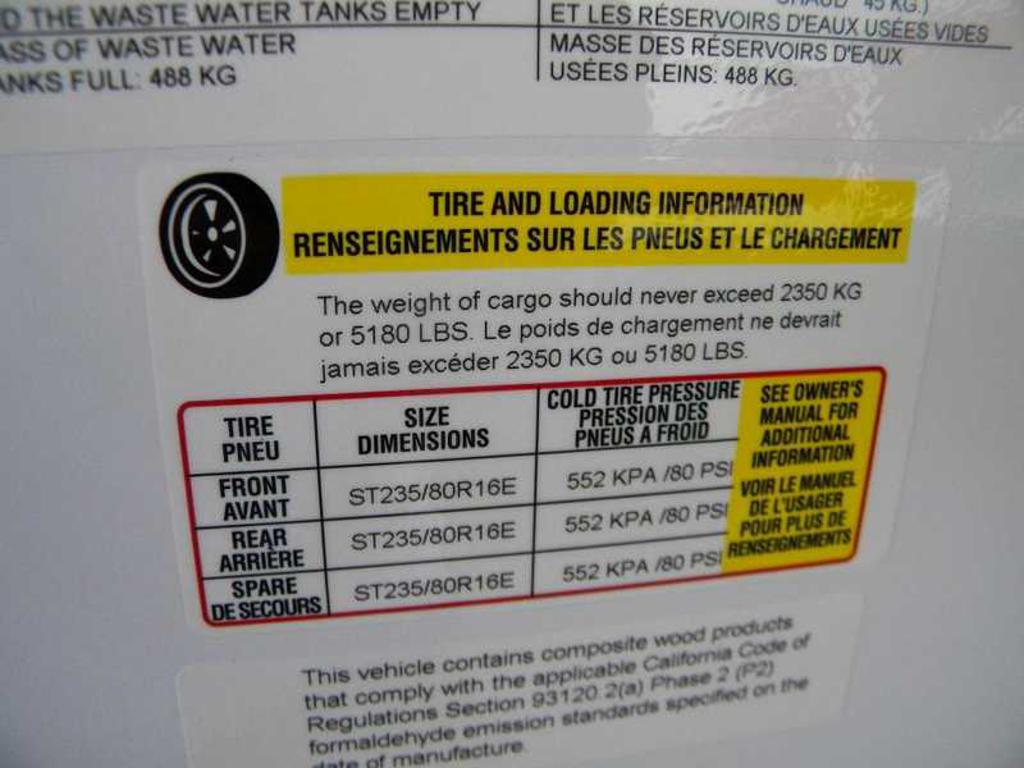 D THE WASTE WATER TANKS EMPTY
ASS OF WASTE WATER
ANKS FULL: 488 KG
45 KG.)
ET LES RÉSERVOIRS D'EAUX USÉES VIDES
MASSE DES RÉSERVOIRS D'EAUX
USÉES PLEINS: 488 KG.
TIRE AND LOADING INFORMATION
RENSEIGNEMENTS SUR LES PNEUS ET LE CHARGEMENT
The weight of cargo should never exceed 2350 KG
or 5180 LBS. Le poids de chargement ne devrait
jamais excéder 2350 KG ou 5180 LBS.
TIRE
PNEU
SIZE
DIMENSIONS
COLD TIRE PRESSURE
PRESSION DES
PNEUS A FROID
FRONT
AVANT
ST235/80R16E
552 KPA /80 PSI
REAR
ARRIÈRE
ST235/80R16E
552 KPA /80 PSI
SPARE
DE SECOURS
ST235/80R16E
552 KPA /80 PSI
SEE OWNER'S
MANUAL FOR
ADDITIONAL
INFORMATION
VOIR LE MANUEL
DE L'USAGER
POUR PLUS DE
RENSEIGNEMENTS
This vehicle contains composite wood products
that comply with the applicable California Code of
Regulations Section 93120.2(a) Phase 2 (P2)
formaldehyde emission standards specified on the
date of manufacture.